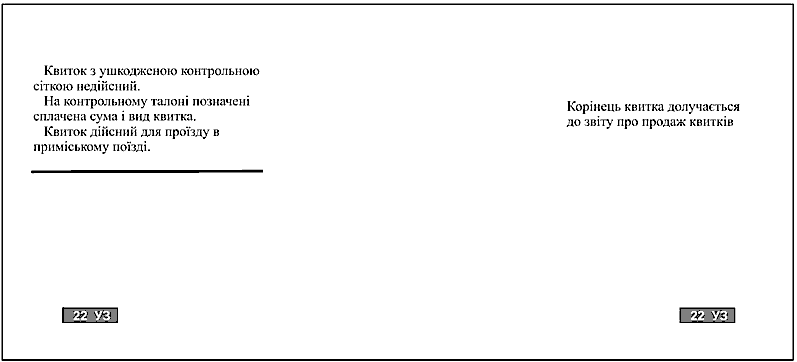 Квиток з ушкодженою контрольною
сіткою недійсний.
На контрольному талоні позначені
сплачена сума і вид квитка.
Квиток дійсний для проїзду в
приміському поїзді.
Корінець квитка долучається
до звіту про продаж квитків
22 УЗ
22 УЗ